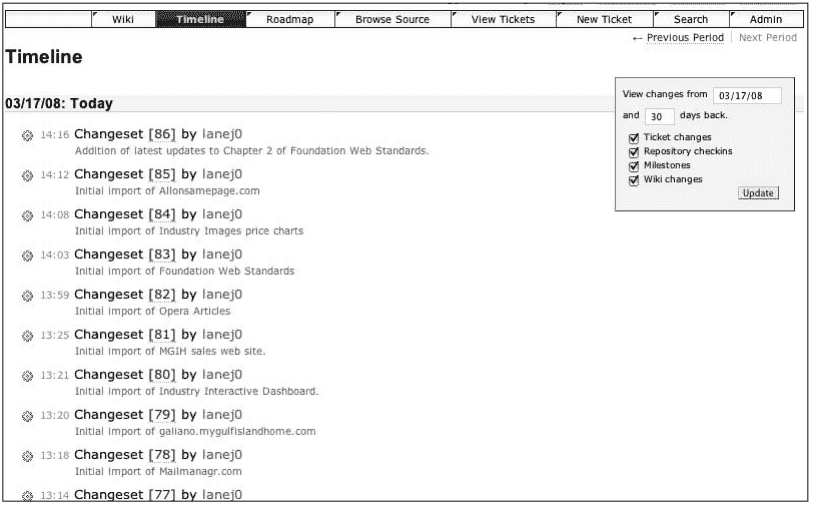 Wiki Timeline Roadmap Browse Source View Tickets New Ticket Search Admin
← Previous Period Next Period
Timeline
View changes from 03/17/08
and 30 days back.
Ticket changes
Repository checkins
Milestones
Wiki changes
Update
03/17/08: Today
14:16 Changeset [86] by lanej0
Addition of latest updates to Chapter 2 of Foundation Web Standards.
14:12 Changeset [85] by lanej0
Initial import of Allonsamepage.com
14:08 Changeset [84] by lanej0
Initial import of Industry Images price charts
14:03 Changeset [83] by lanej0
Initial import of Foundation Web Standards
13:59 Changeset [82] by lanej0
Initial import of Opera Articles
13:25 Changeset [81] by lanej0
Initial import of MGIH sales web site.
13:21 Changeset [80] by lanej0
Initial import of Industry Interactive Dashboard.
13:20 Changeset [79] by lanej0
Initial import of galiano.mygulfislandhome.com
13:18 Changeset [78] by lanej0
Initial import of Mailmanagr.com
13:14 Changeset [77] by lanej0